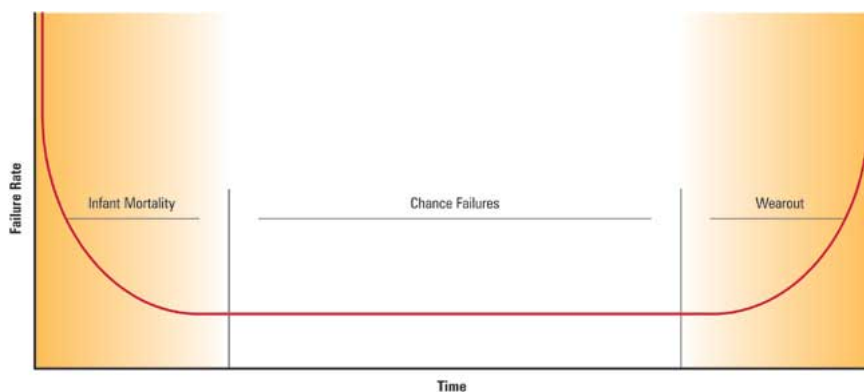 Failure Rate
Infant Mortality
Chance Failures
Wearout
Time